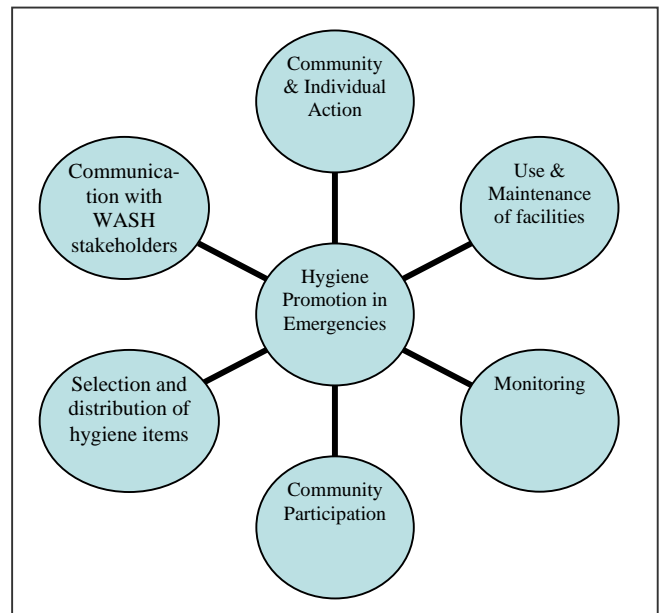 Community
& Individual
Action
Communica-
tion with
WASH
stakeholders
Use &
Maintenance
of facilities
Hygiene
Promotion in
Emergencies
Selection and
distribution of
hygiene items
Monitoring
Community
Participation